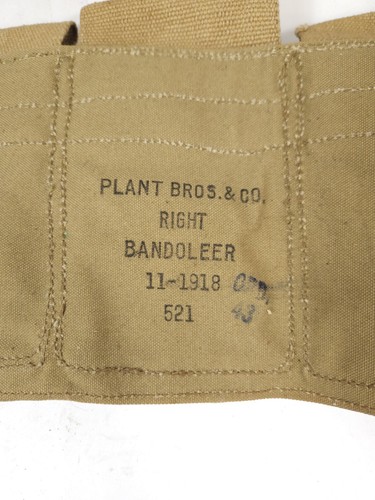 PLANT BROS. & CO.
RIGHT
BANDOLEER
11-1918
521 43